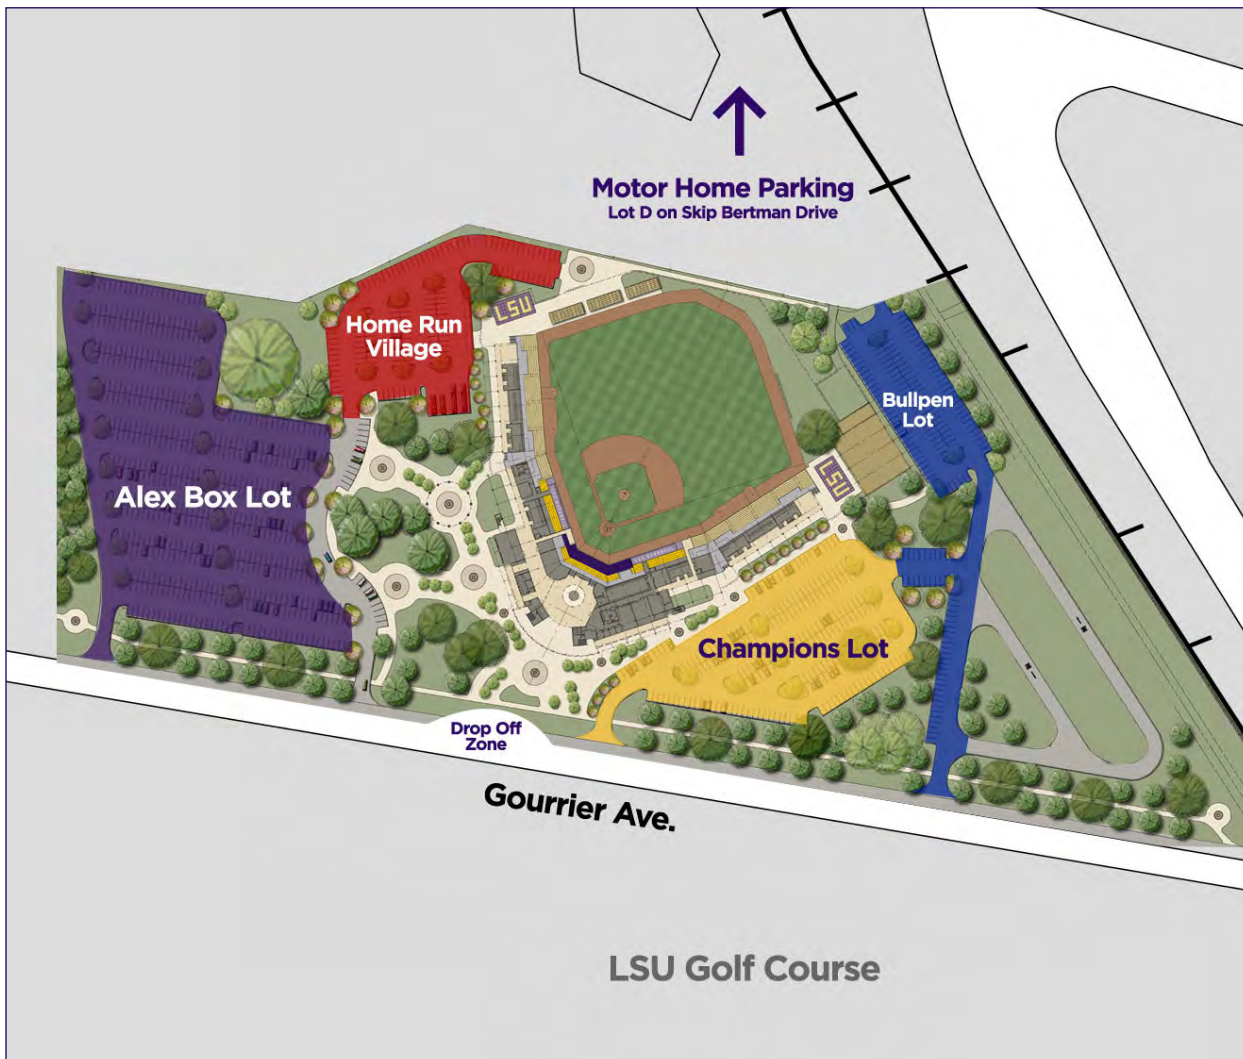 Motor Home Parking
Lot D on Skip Bertman Drive
Home Run
Village
LSU
Bullpen
Lot
Alex Box Lot
LSU
Champions Lot
Drop Off
Zone
Gourrier Ave.
LSU Golf Course